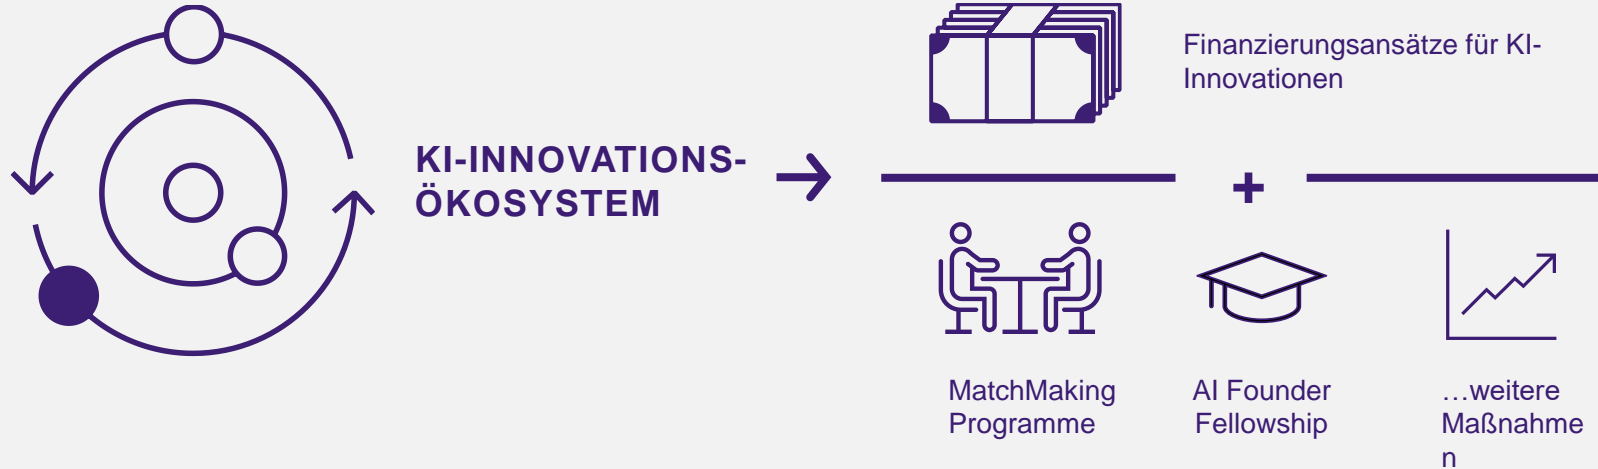 Finanzierungsansätze für KI-
Innovationen
KI-INNOVATIONS-
ÖKOSYSTEM
+
MatchMaking
Programme
AI Founder
Fellowship
…weitere
Maßnahme
n